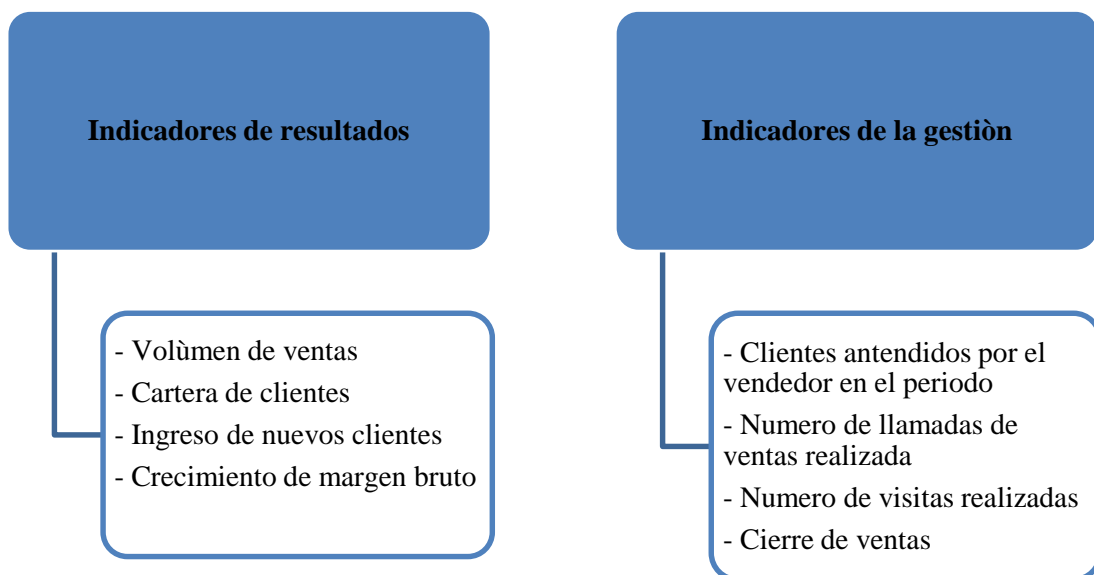 Indicadores de resultados
- Volùmen de ventas
- Cartera de clientes
- Ingreso de nuevos clientes
- Crecimiento de margen bruto
Indicadores de la gestiòn
- Clientes antendidos por el
vendedor en el periodo
- Numero de llamadas de
ventas realizada
- Numero de visitas realizadas
- Cierre de ventas